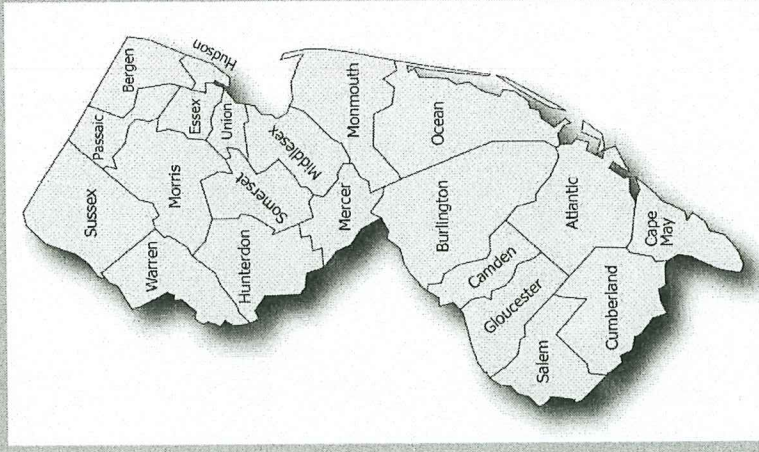 Sussex
Passaic
Bergen
Hudson
Warren
Morris
Essex
Union
Hunterdon
Somerset
Middlesex
Mercer
Monmouth
Ocean
Burlington
Camden
Gloucester
Salem
Atlantic
Cumberland
Cape
May